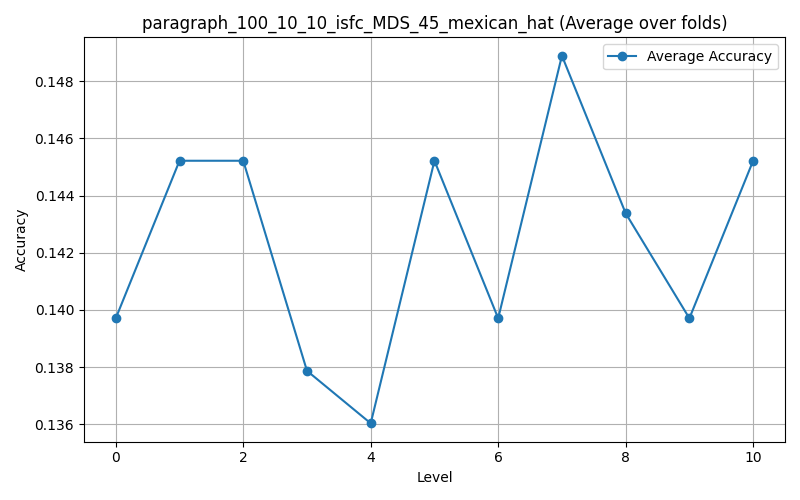 paragraph_100_10_10_isfc_MDS_45_mexican_hat (Average over folds)
Average Accuracy
0.148
0.146
0.144
0.142
0.140
0.138
0.136
Accuracy
0 2 4 6 8 10
Level